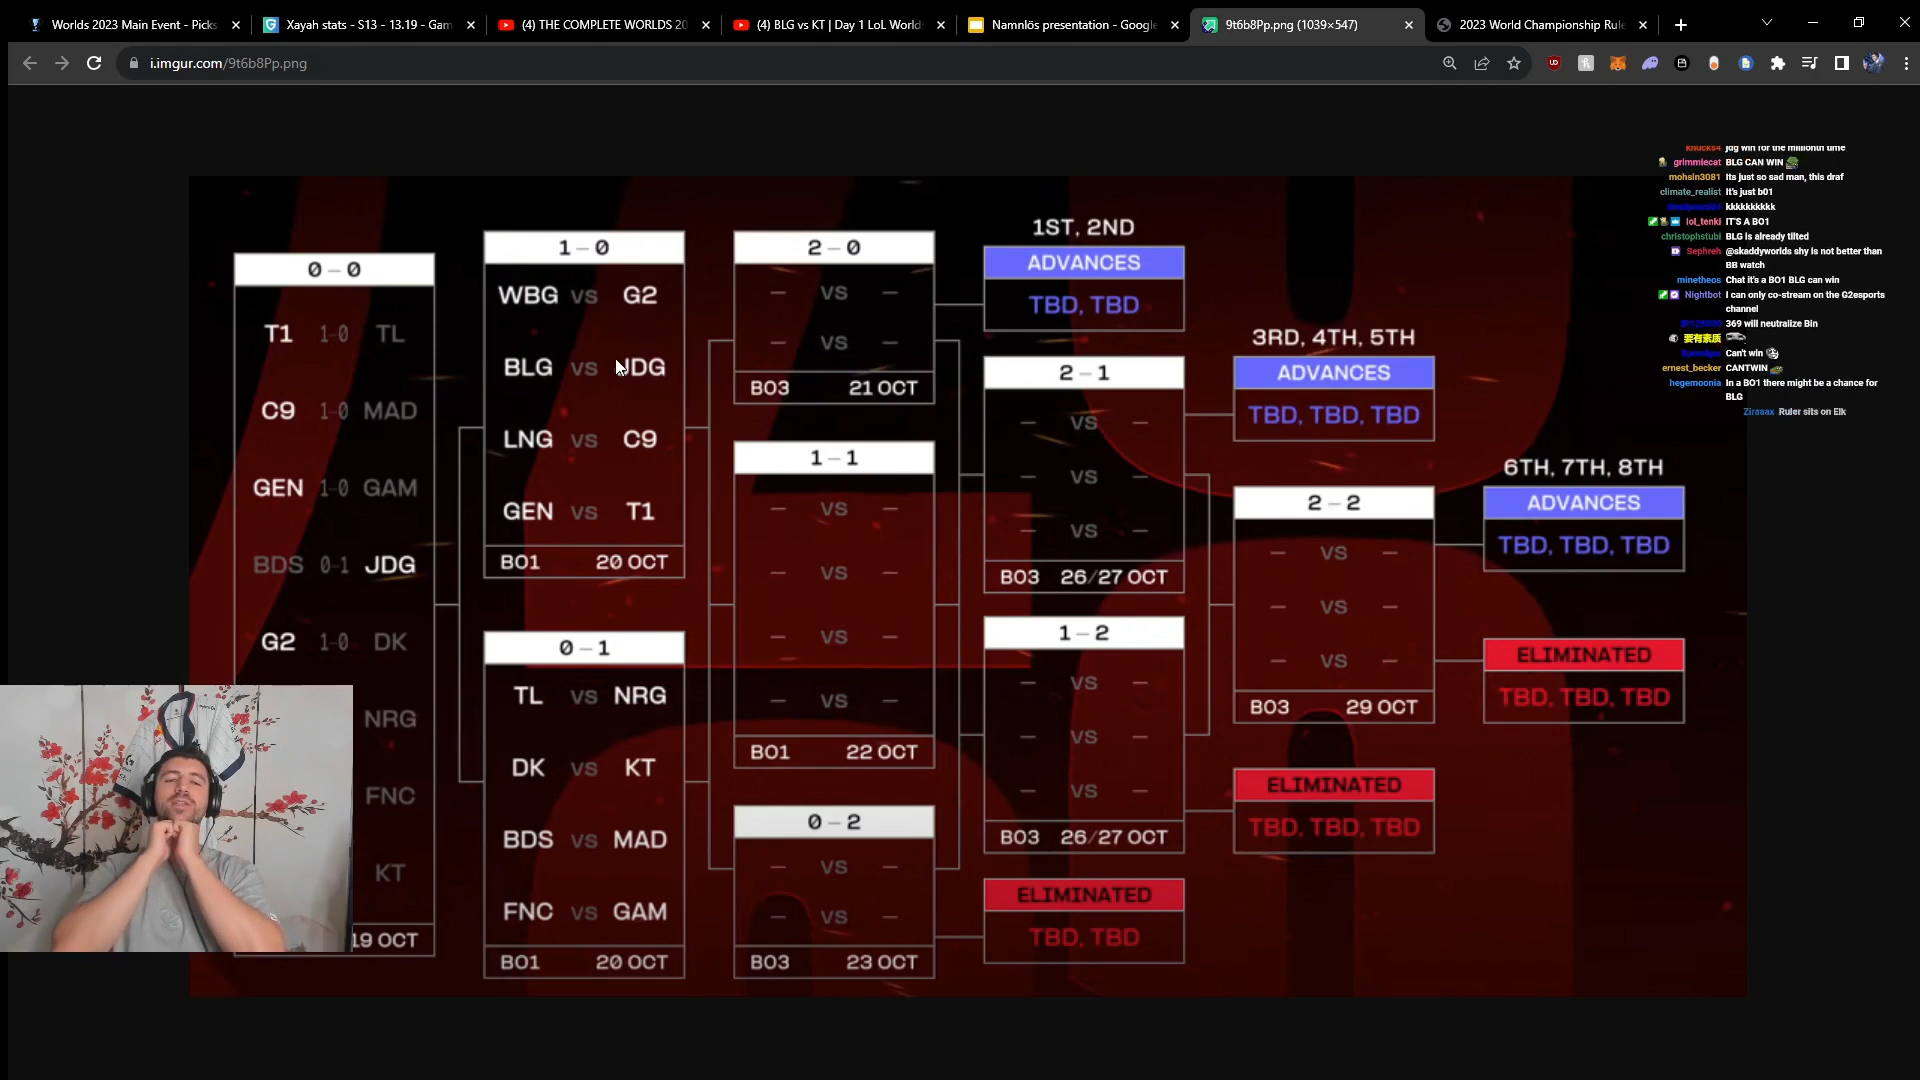 Worlds 2023 Main Event - Picks
Xayah stats - S13 - 13.19 - Gam
(4) THE COMPLETE WORLDS 20
(4) BLG vs KT | Day 1 LoL World
Namnlös presentation - Google
9t6b8Pp.png (1039×547)
2023 World Championship Rule
i.imgur.com/9t6b8Pp.png
0 – 0
T1 1-0 TL
C9 1-0 MAD
GEN 1-0 GAM
BDS 0-1 JDG
G2 1-0 DK
NRG
FNC
KT
19 OCT
1 – 0
WBG VS G2
BLG VS JDG
LNG VS C9
GEN VS T1
BO1 20 OCT
0 – 1
TL VS NRG
DK VS KT
BDS VS MAD
FNC VS GAM
BO1 20 OCT
2 – 0
– VS –
– VS –
BO3 21 OCT
1 – 1
– VS –
– VS –
– VS –
– VS –
BO1 22 OCT
0 – 2
– VS –
– VS –
BO3 23 OCT
1ST, 2ND
ADVANCES
TBD, TBD
2 – 1
– VS –
– VS –
– VS –
BO3 26/27 OCT
1 – 2
– VS –
– VS –
– VS –
BO3 26/27 OCT
ELIMINATED
TBD, TBD
3RD, 4TH, 5TH
ADVANCES
TBD, TBD, TBD
2 – 2
– VS –
– VS –
– VS –
BO3 29 OCT
ELIMINATED
TBD, TBD, TBD
6TH, 7TH, 8TH
ADVANCES
TBD, TBD, TBD
ELIMINATED
TBD, TBD, TBD
knucks4 jdg win for the millionth time
grimmiecat BLG CAN WIN
mohsin3081 Its just so sad man, this draf
climate_realist It's just b01
kkkkkkkkkk
lol_tenki IT'S A BO1
christophstubi BLG is already tilted
Sephreh @skaddyworlds shy is not better than
BB watch
minetheos Chat it's a BO1 BLG can win
Nightbot I can only co-stream on the G2esports
channel
369 will neutralize Bin
要有素质
Can't win
ernest_becker CANTWIN
hegemoonia In a BO1 there might be a chance for
BLG
Ziraaax Ruler sits on Elk